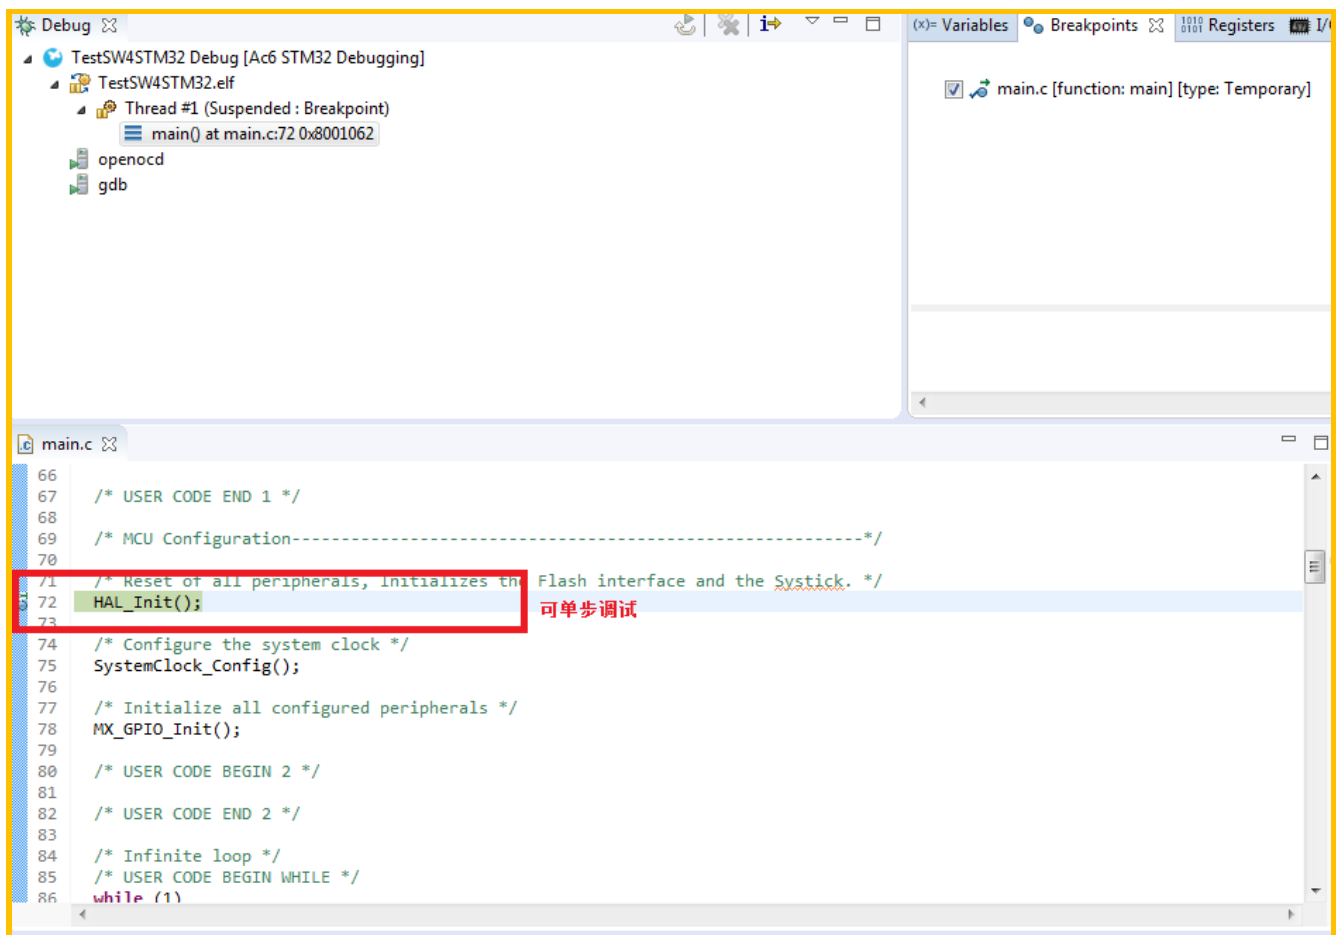 Debug
TestSW4STM32 Debug [Ac6 STM32 Debugging]
TestSW4STM32.elf
Thread #1 (Suspended : Breakpoint)
main() at main.c:72 0x8001062
openocd
gdb
(x)= Variables
Breakpoints
1010 0101 Registers
I/
main.c [function: main] [type: Temporary]
main.c
66
67 /* USER CODE END 1 */
68
69 /* MCU Configuration----------------------------------------------------------*/
70
71 /* Reset of all peripherals, Initializes the Flash interface and the Systick. */
72 HAL_Init();
可单步调试
73
74 /* Configure the system clock */
75 SystemClock_Config();
76
77 /* Initialize all configured peripherals */
78 MX_GPIO_Init();
79
80 /* USER CODE BEGIN 2 */
81
82 /* USER CODE END 2 */
83
84 /* Infinite loop */
85 /* USER CODE BEGIN WHILE */
86 while (1)